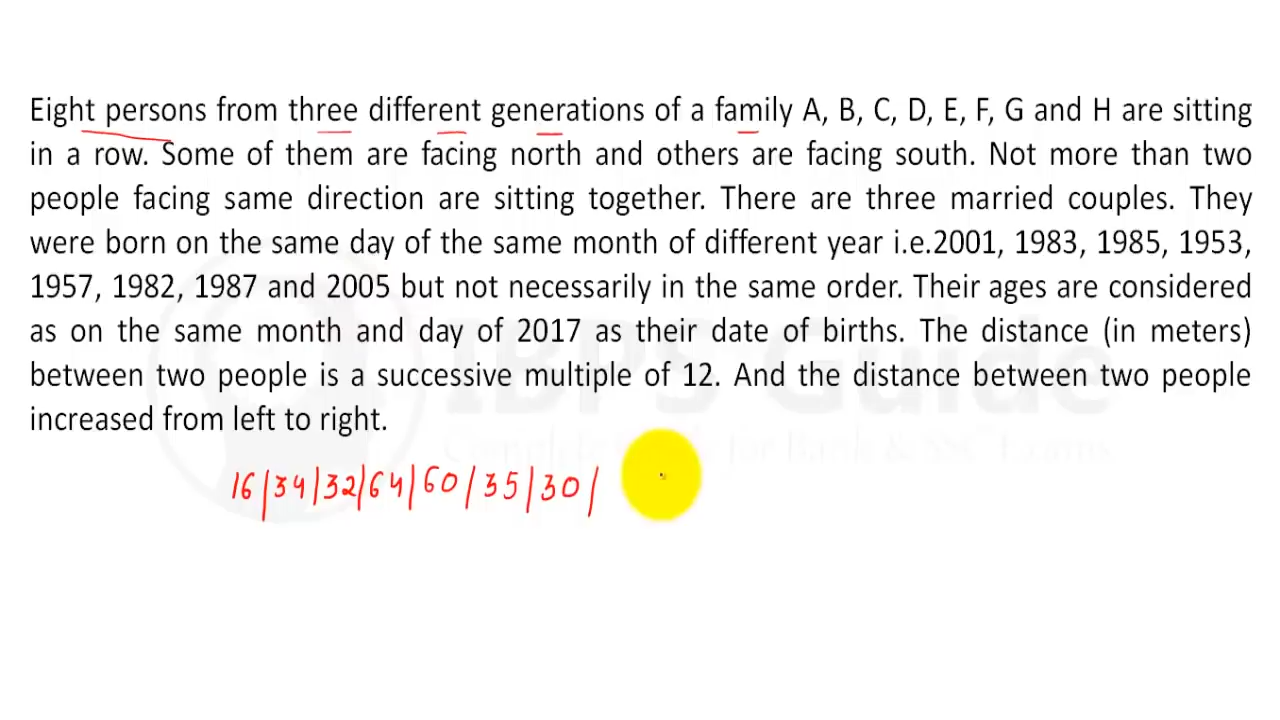 Eight persons from three different generations of a family A, B, C, D, E, F, G and H are sitting
in a row. Some of them are facing north and others are facing south. Not more than two
people facing same direction are sitting together. There are three married couples. They
were born on the same day of the same month of different year i.e.2001, 1983, 1985, 1953,
1957, 1982, 1987 and 2005 but not necessarily in the same order. Their ages are considered
as on the same month and day of 2017 as their date of births. The distance (in meters)
between two people is a successive multiple of 12. And the distance between two people
increased from left to right.
IBPS Guide
16|34|32|64|60|35|30|